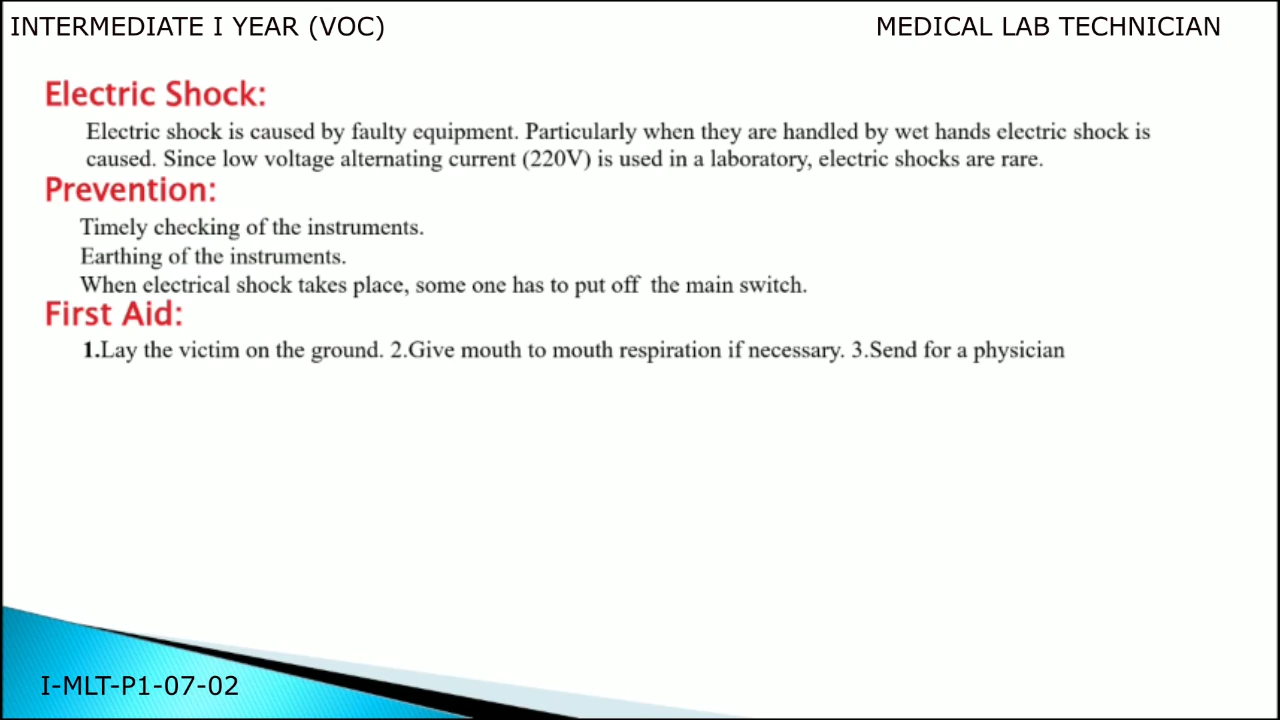 INTERMEDIATE I YEAR (VOC)
MEDICAL LAB TECHNICIAN
Electric Shock:
Electric shock is caused by faulty equipment. Particularly when they are handled by wet hands electric shock is
caused. Since low voltage alternating current (220V) is used in a laboratory, electric shocks are rare.
Prevention:
Timely checking of the instruments.
Earthing of the instruments.
When electrical shock takes place, some one has to put off  the main switch.
First Aid:
1.Lay the victim on the ground. 2.Give mouth to mouth respiration if necessary. 3.Send for a physician
I-MLT-P1-07-02